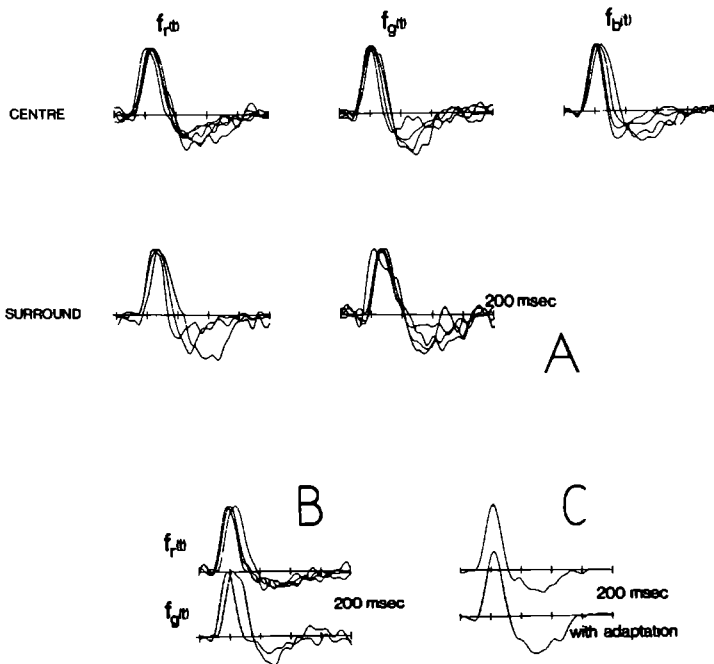 fr(t) fg(t) fb(t)
CENTRE
SURROUND
200 msec
A
B C
fr(t)
200 msec
200 msec
fg(t)
with adaptation